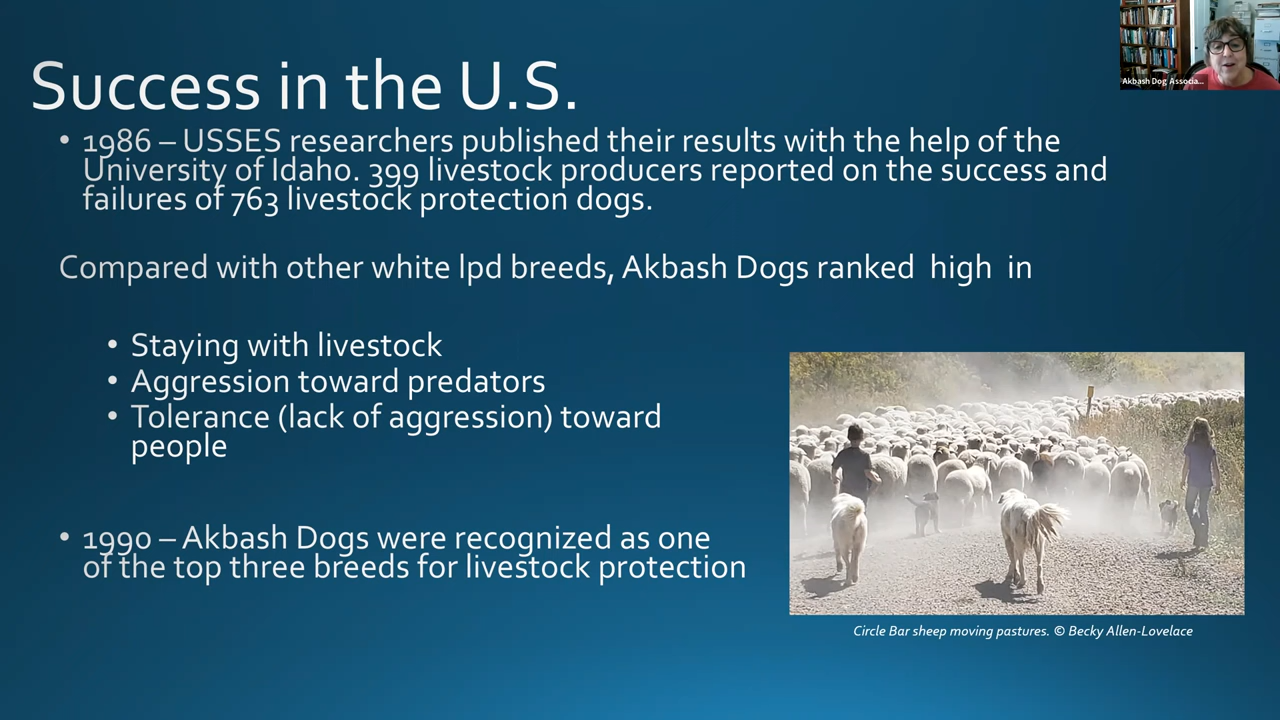 Akbash Dog Associa...
Success in the U.S.
• 1986 – USSES researchers published their results with the help of the
University of Idaho. 399 livestock producers reported on the success and
failures of 763 livestock protection dogs.
Compared with other white lpd breeds, Akbash Dogs ranked high in
• Staying with livestock
• Aggression toward predators
• Tolerance (lack of aggression) toward
people
• 1990 – Akbash Dogs were recognized as one
of the top three breeds for livestock protection
Circle Bar sheep moving pastures. © Becky Allen-Lovelace